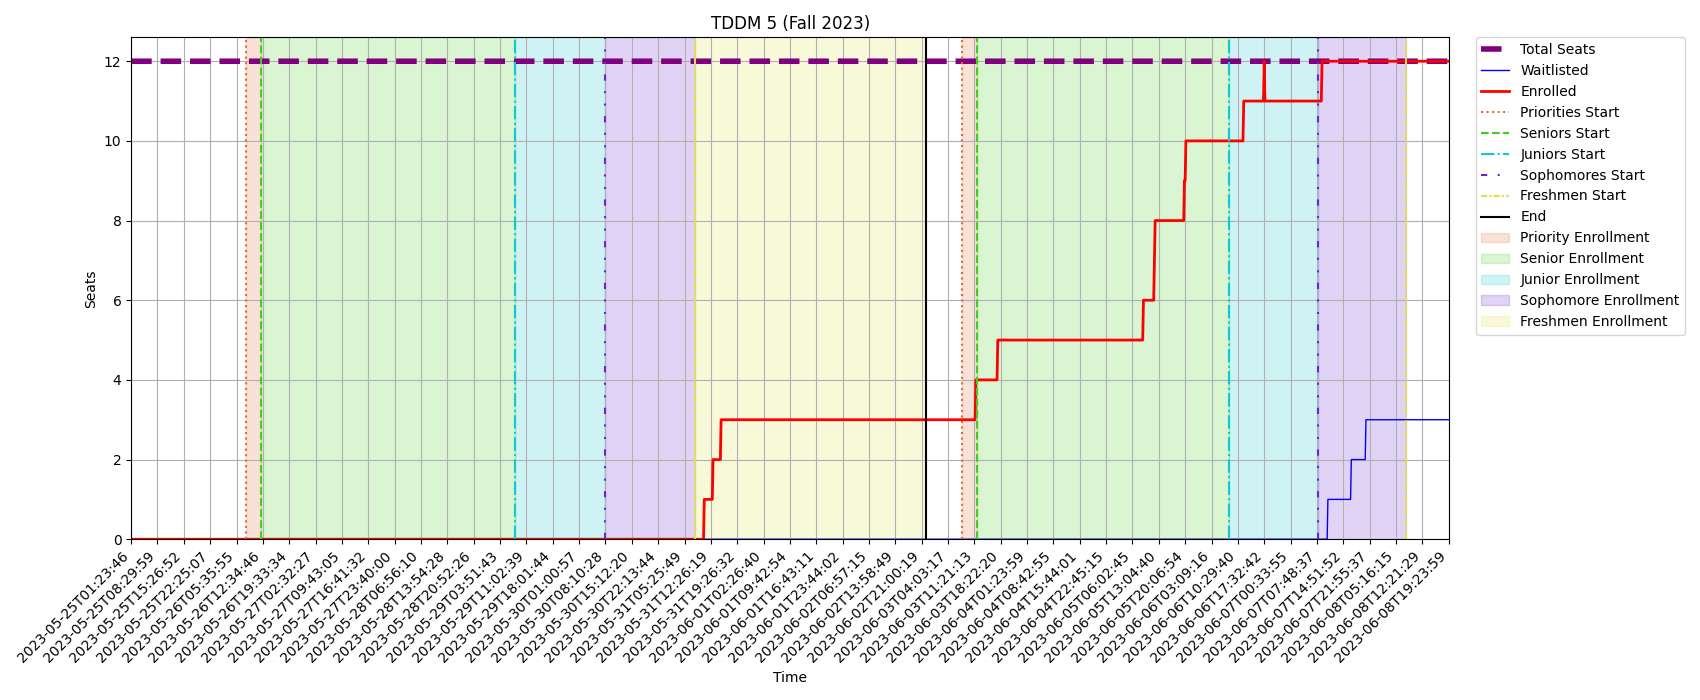 TDDM 5 (Fall 2023)
Seats
12
10
8
6
4
2
0
2023-05-25T01:23:46
2023-05-25T08:29:59
2023-05-25T15:26:52
2023-05-25T22:25:07
2023-05-26T05:35:55
2023-05-26T12:34:46
2023-05-26T19:33:34
2023-05-27T02:32:27
2023-05-27T09:43:05
2023-05-27T16:41:32
2023-05-27T23:40:00
2023-05-28T06:56:10
2023-05-28T13:54:28
2023-05-28T20:52:26
2023-05-29T03:51:43
2023-05-29T11:02:39
2023-05-29T18:01:44
2023-05-30T01:00:57
2023-05-30T08:10:28
2023-05-30T15:12:20
2023-05-30T22:13:44
2023-05-31T05:25:49
2023-05-31T12:26:19
2023-05-31T19:26:32
2023-06-01T02:26:40
2023-06-01T09:42:54
2023-06-01T16:43:11
2023-06-01T23:44:02
2023-06-02T06:57:15
2023-06-02T13:58:49
2023-06-02T21:00:19
2023-06-03T04:03:17
2023-06-03T11:21:13
2023-06-03T18:22:20
2023-06-04T01:23:59
2023-06-04T08:42:55
2023-06-04T15:44:01
2023-06-04T22:45:15
2023-06-05T06:02:45
2023-06-05T13:04:40
2023-06-05T20:06:54
2023-06-06T03:09:16
2023-06-06T10:29:40
2023-06-06T17:32:42
2023-06-07T00:33:55
2023-06-07T07:48:37
2023-06-07T14:51:52
2023-06-07T21:55:37
2023-06-08T05:16:15
2023-06-08T12:21:29
2023-06-08T19:23:59
Time
Total Seats
Waitlisted
Enrolled
Priorities Start
Seniors Start
Juniors Start
Sophomores Start
Freshmen Start
End
Priority Enrollment
Senior Enrollment
Junior Enrollment
Sophomore Enrollment
Freshmen Enrollment